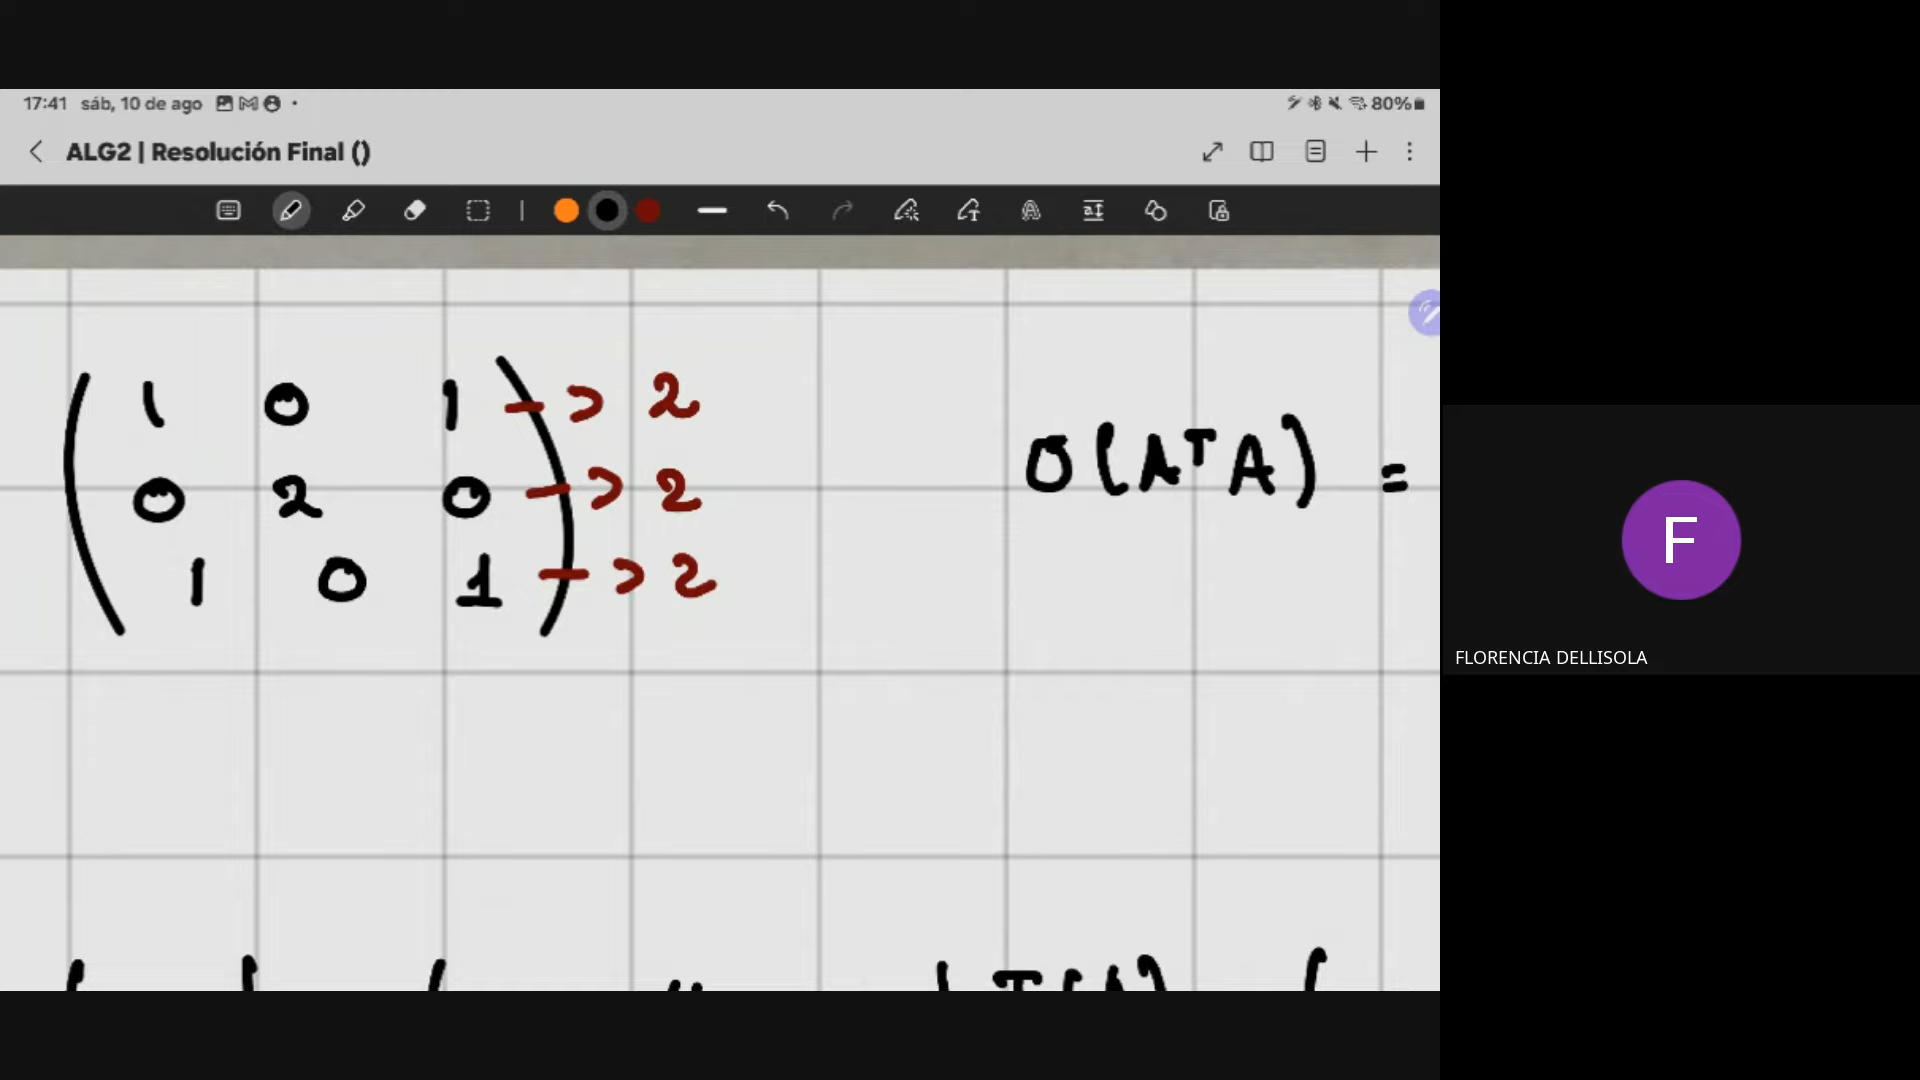 17:41 sáb, 10 de ago 80%
ALG2 | Resolución Final ()
1 0 1 -> 2
0 2 0 -> 2
1 0 1 -> 2
σ(AᵀA) =
F
FLORENCIA DELLISOLA